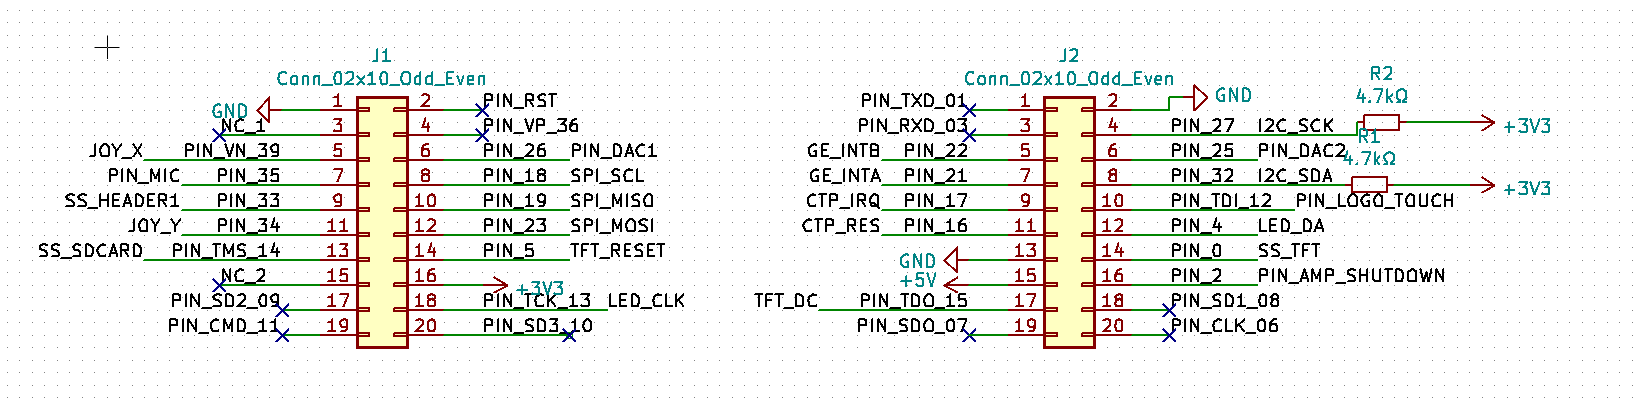 J1
Conn_02x10_Odd_Even
GND 1 2 PIN_RST
NC_1 3 4 PIN_VP_36
JOY_X PIN_VN_39 5 6 PIN_26 PIN_DAC1
PIN_MIC PIN_35 7 8 PIN_18 SPI_SCL
SS_HEADER1 PIN_33 9 10 PIN_19 SPI_MISO
JOY_Y PIN_34 11 12 PIN_23 SPI_MOSI
SS_SDCARD PIN_TMS_14 13 14 PIN_5 TFT_RESET
NC_2 15 16 +3V3
PIN_SD2_09 17 18 PIN_TCK_13 LED_CLK
PIN_CMD_11 19 20 PIN_SD3_10
J2
Conn_02x10_Odd_Even
R2
4.7kΩ
PIN_TXD_01 1 2 GND
PIN_RXD_03 3 4 PIN_27 I2C_SCK +3V3
R1
4.7kΩ
GE_INTB PIN_22 5 6 PIN_25 PIN_DAC2
GE_INTA PIN_21 7 8 PIN_32 I2C_SDA +3V3
CTP_IRQ PIN_17 9 10 PIN_TDI_12 PIN_LOGO_TOUCH
CTP_RES PIN_16 11 12 PIN_4 LED_DA
GND 13 14 PIN_0 SS_TFT
+5V 15 16 PIN_2 PIN_AMP_SHUTDOWN
TFT_DC PIN_TDO_15 17 18 PIN_SD1_08
PIN_SD0_07 19 20 PIN_CLK_06